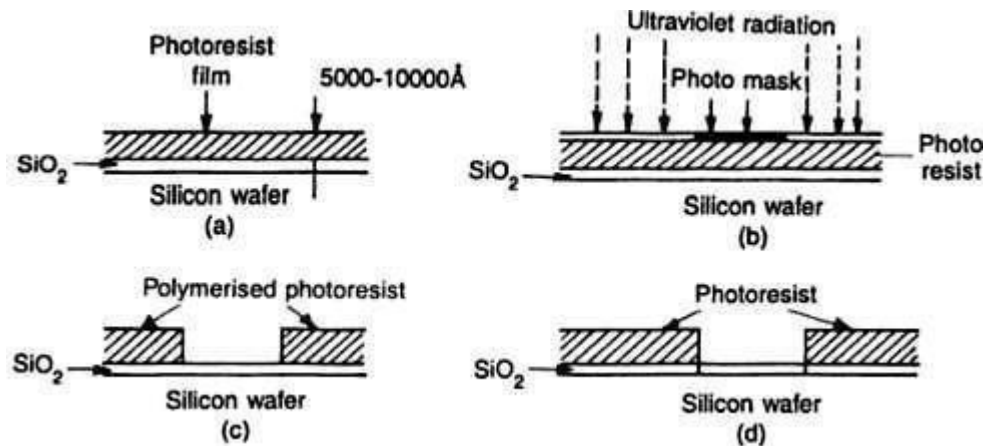 Photoresist
film
5000-10000Å
SiO2
Silicon wafer
(a)
Ultraviolet radiation
Photo mask
Photo
resist
SiO2
Silicon wafer
(b)
Polymerised photoresist
SiO2
Silicon wafer
(c)
Photoresist
SiO2
Silicon wafer
(d)